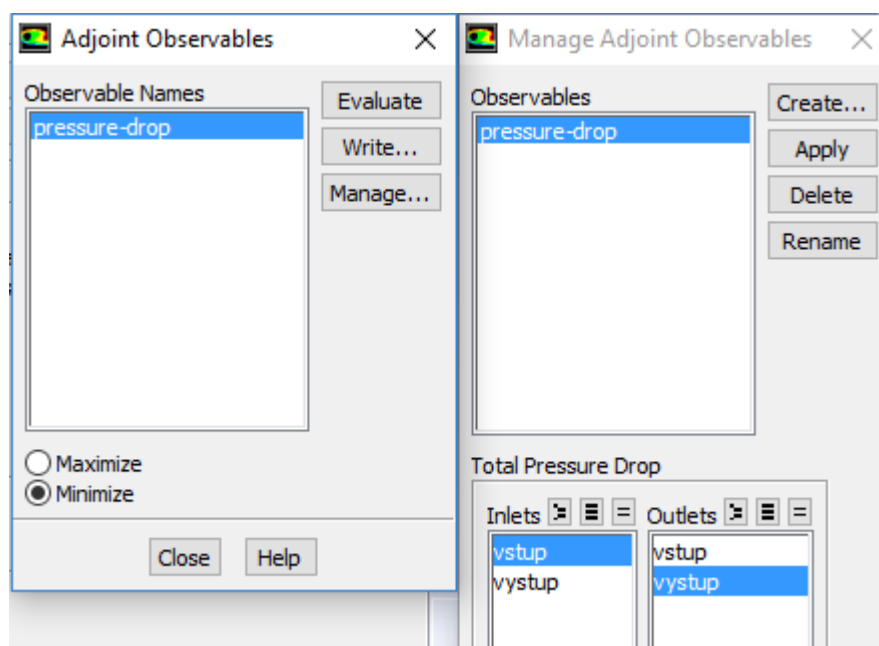 Adjoint Observables
Observable Names
pressure-drop
Evaluate
Write...
Manage...
Maximize
Minimize
Close
Help
Manage Adjoint Observables
Observables
pressure-drop
Create...
Apply
Delete
Rename
Total Pressure Drop
Inlets
Outlets
vstup
vystup
vstup
vystup